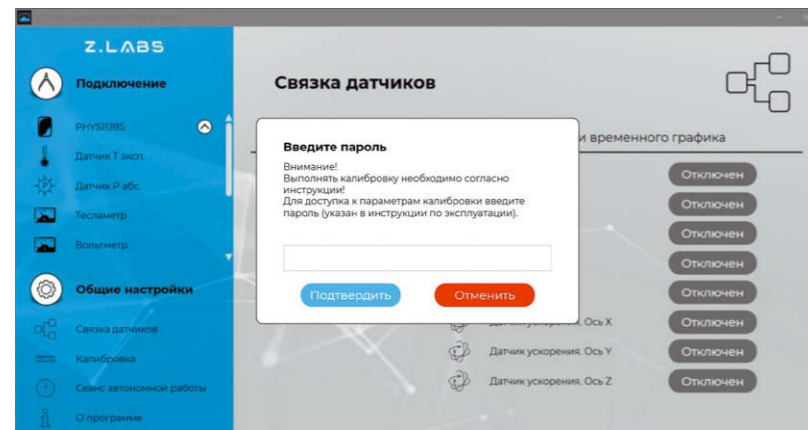 Z.LABS
Подключение
PHYS11395
Датчик T эксп.
Датчик P абс.
Тесламетр
Вольтметр
Общие настройки
Связка датчиков
Калибровка
Сеанс автономной работы
О программе
Связка датчиков
и временного графика
Введите пароль
Внимание!
Выполнять калибровку необходимо согласно
инструкции!
Для доступка к параметрам калибровки введите
пароль (указан в инструкции по эксплуатации).
Подтвердить
Отменить
Отключен
Отключен
Отключен
Отключен
Отключен
Датчик ускорения. Ось X
Отключен
Датчик ускорения. Ось Y
Отключен
Датчик ускорения. Ось Z
Отключен